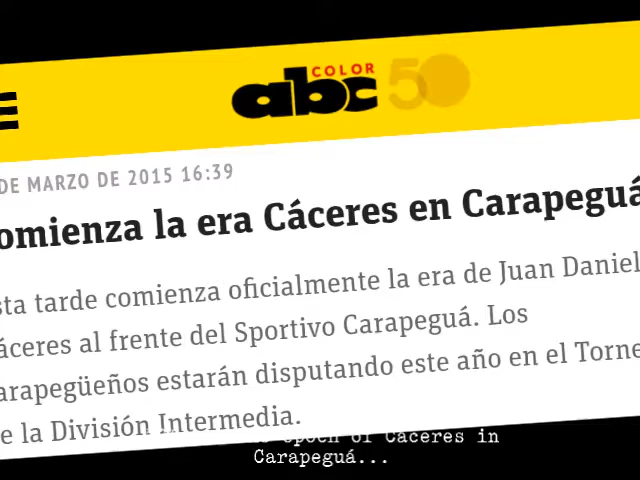 COLOR
abc 50
DE MARZO DE 2015 16:39
omienza la era Cáceres en Carapeguá
sta tarde comienza oficialmente la era de Juan Daniel
áceres al frente del Sportivo Carapeguá. Los
arapegüeños estarán disputando este año en el Torne
e la División Intermedia.
epoch of Cáceres in
Carapeguá...